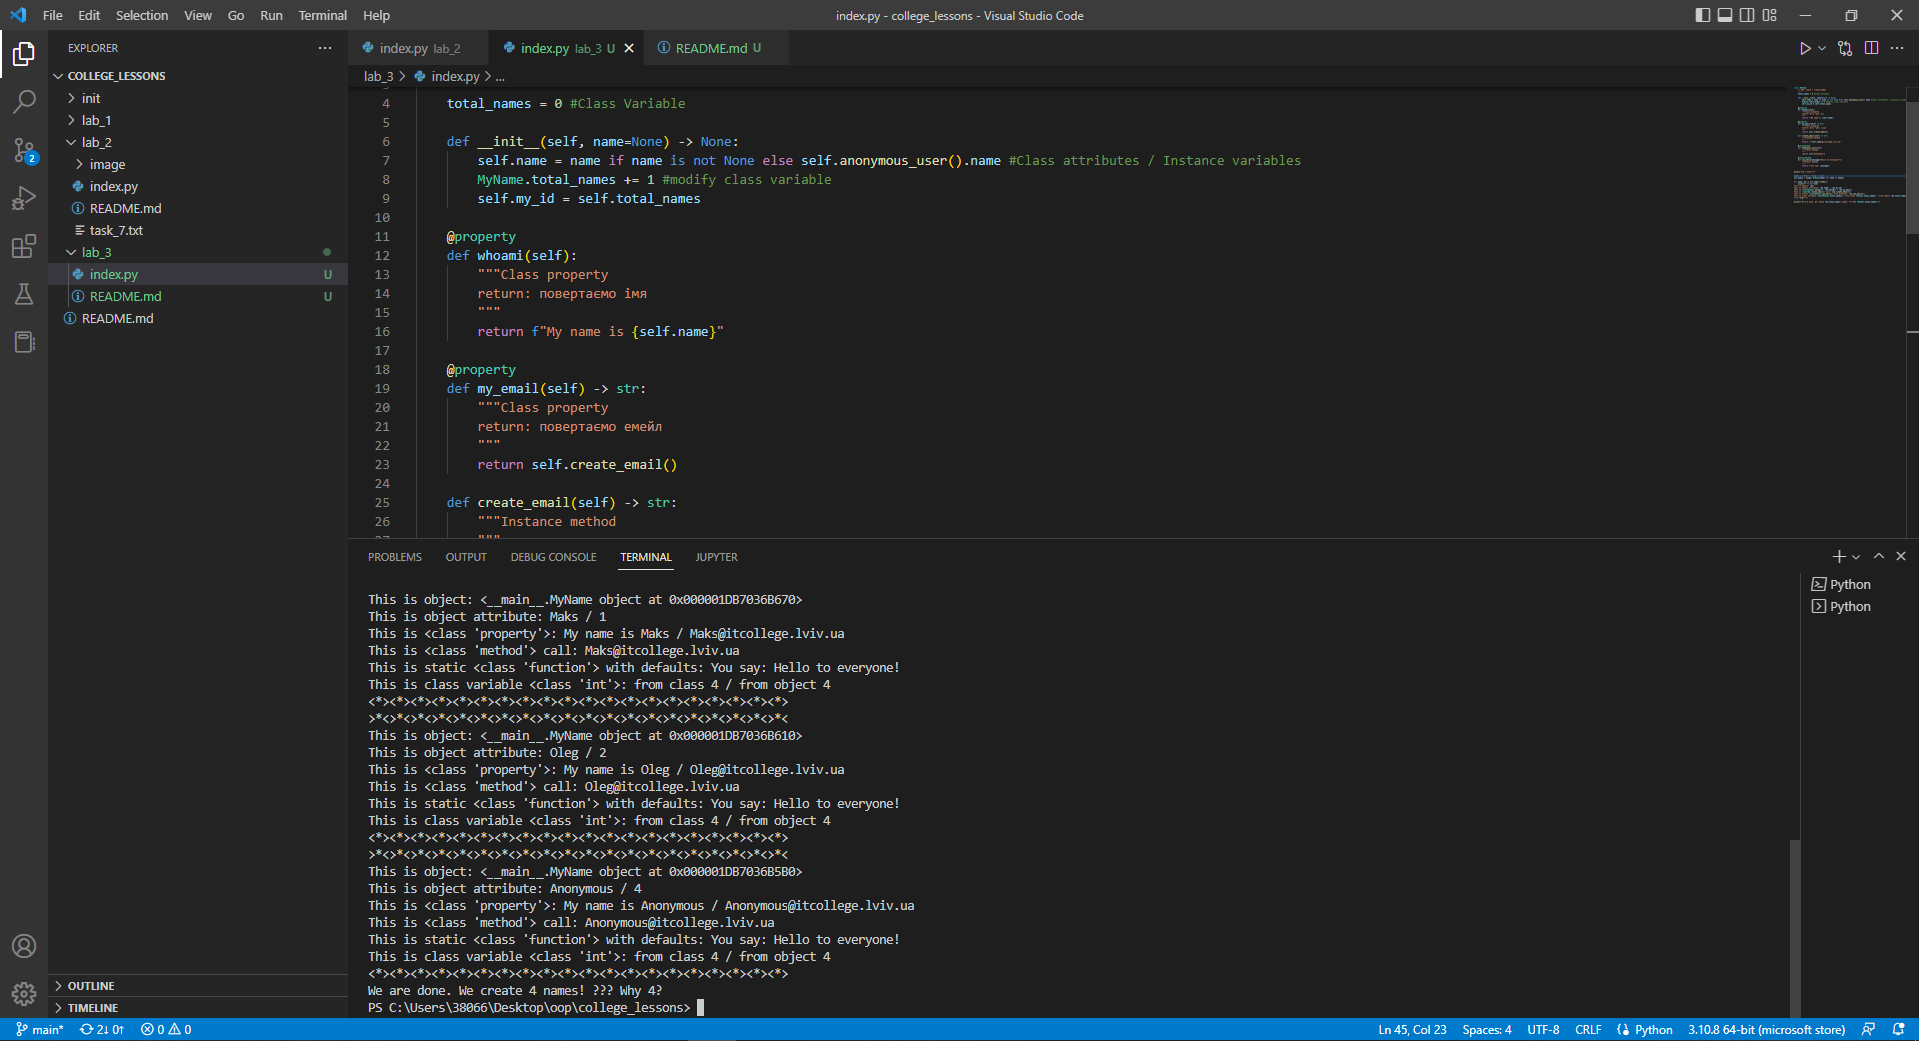 File Edit Selection View Go Run Terminal Help
index.py - college_lessons - Visual Studio Code
EXPLORER
COLLEGE_LESSONS
init
lab_1
lab_2
image
index.py
README.md
task_7.txt
lab_3
index.py U
README.md U
README.md
OUTLINE
TIMELINE
2
index.py lab_2
index.py lab_3 U
README.md U
lab_3 > index.py > ...
4 total_names = 0 #Class Variable
5
6 def __init__(self, name=None) -> None:
7 self.name = name if name is not None else self.anonymous_user().name #Class attributes / Instance variables
8 MyName.total_names += 1 #modify class variable
9 self.my_id = self.total_names
10
11 @property
12 def whoami(self):
13 """Class property
14 return: повертаємо імя
15 """
16 return f"My name is {self.name}"
17
18 @property
19 def my_email(self) -> str:
20 """Class property
21 return: повертаємо емейл
22 """
23 return self.create_email()
24
25 def create_email(self) -> str:
26 """Instance method
27 """
PROBLEMS OUTPUT DEBUG CONSOLE TERMINAL JUPYTER
Python
Python
This is object: <__main__.MyName object at 0x000001DB7036B670>
This is object attribute: Maks / 1
This is <class 'property'>: My name is Maks / Maks@itcollege.lviv.ua
This is <class 'method'> call: Maks@itcollege.lviv.ua
This is static <class 'function'> with defaults: You say: Hello to everyone!
This is class variable <class 'int'>: from class 4 / from object 4
<*><*><*><*><*><*><*><*><*><*><*><*><*><*><*><*><*><*><*><*>
>*<>*<>*<>*<>*<>*<>*<>*<>*<>*<>*<>*<>*<>*<>*<>*<>*<>*<>*<>*<
This is object: <__main__.MyName object at 0x000001DB7036B610>
This is object attribute: Oleg / 2
This is <class 'property'>: My name is Oleg / Oleg@itcollege.lviv.ua
This is <class 'method'> call: Oleg@itcollege.lviv.ua
This is static <class 'function'> with defaults: You say: Hello to everyone!
This is class variable <class 'int'>: from class 4 / from object 4
<*><*><*><*><*><*><*><*><*><*><*><*><*><*><*><*><*><*><*><*>
>*<>*<>*<>*<>*<>*<>*<>*<>*<>*<>*<>*<>*<>*<>*<>*<>*<>*<>*<>*<
This is object: <__main__.MyName object at 0x000001DB7036B5B0>
This is object attribute: Anonymous / 4
This is <class 'property'>: My name is Anonymous / Anonymous@itcollege.lviv.ua
This is <class 'method'> call: Anonymous@itcollege.lviv.ua
This is static <class 'function'> with defaults: You say: Hello to everyone!
This is class variable <class 'int'>: from class 4 / from object 4
<*><*><*><*><*><*><*><*><*><*><*><*><*><*><*><*><*><*><*><*>
We are done. We create 4 names! ??? Why 4?
PS C:\Users\38066\Desktop\oop\college_lessons>
main* 2↓ 0↑ 0 0
Ln 45, Col 23 Spaces: 4 UTF-8 CRLF Python 3.10.8 64-bit (microsoft store)